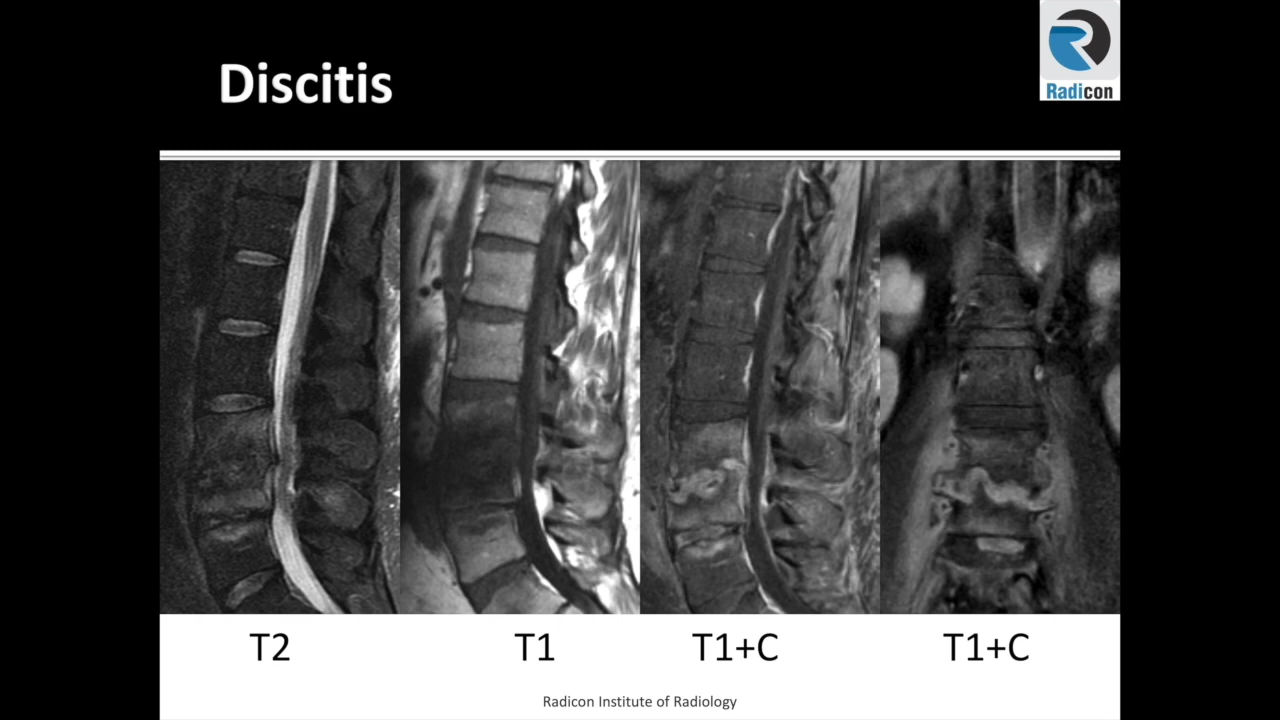 Discitis
Radicon
T2
T1
T1+C
T1+C
Radicon Institute of Radiology